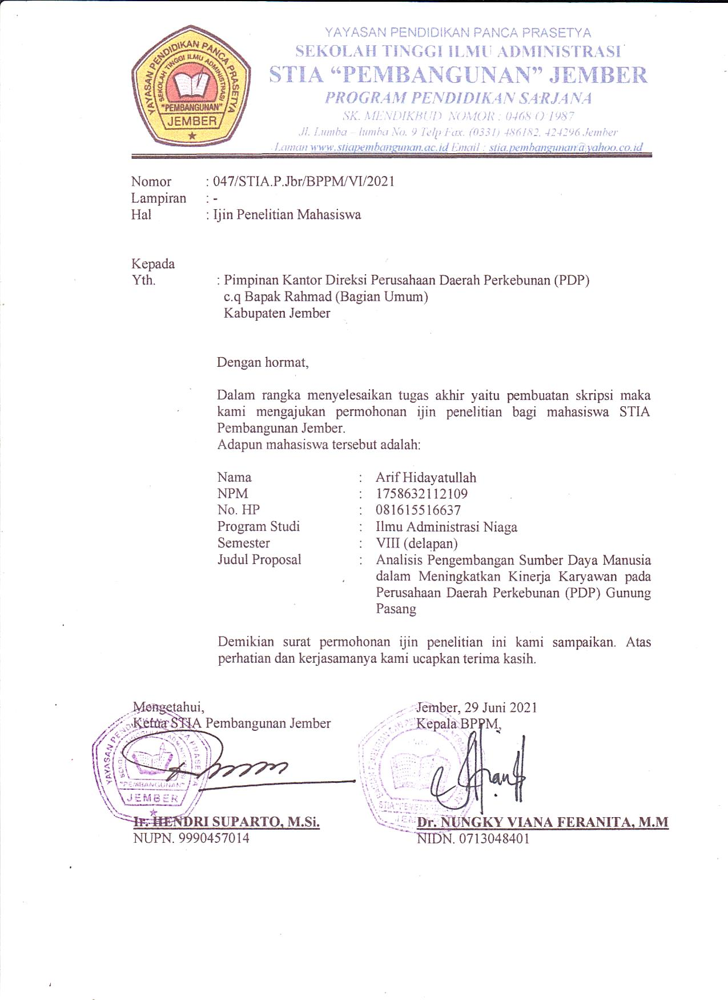 YAYASAN PENDIDIKAN PANCA PRASETYA
SEKOLAH TINGGI ILMU ADMINISTRASI
"PEMBANGUNAN"
JEMBER
YAYASAN PENDIDIKAN PANCA PRASETYA
SEKOLAH TINGGI ILMU ADMINISTRASI
STIA “PEMBANGUNAN” JEMBER
PROGRAM PENDIDIKAN SARJANA
SK. MENDIKBUD NOMOR : 0468 O 1987
Jl. Lumba – lumba No. 9 Telp Fax. (0331) 486182, 424296 Jember
Laman www.stiapembangunan.ac.id Email : stia.pembangunan@yahoo.co.id
Nomor : 047/STIA.P.Jbr/BPPM/VI/2021
Lampiran : -
Hal : Ijin Penelitian Mahasiswa
Kepada
Yth. : Pimpinan Kantor Direksi Perusahaan Daerah Perkebunan (PDP)
c.q Bapak Rahmad (Bagian Umum)
Kabupaten Jember
Dengan hormat,
Dalam rangka menyelesaikan tugas akhir yaitu pembuatan skripsi maka
kami mengajukan permohonan ijin penelitian bagi mahasiswa STIA
Pembangunan Jember.
Adapun mahasiswa tersebut adalah:
Nama : Arif Hidayatullah
NPM : 1758632112109
No. HP : 081615516637
Program Studi : Ilmu Administrasi Niaga
Semester : VIII (delapan)
Judul Proposal : Analisis Pengembangan Sumber Daya Manusia
dalam Meningkatkan Kinerja Karyawan pada
Perusahaan Daerah Perkebunan (PDP) Gunung
Pasang
Demikian surat permohonan ijin penelitian ini kami sampaikan. Atas
perhatian dan kerjasamanya kami ucapkan terima kasih.
Mengetahui,
Ketua STIA Pembangunan Jember
"PEMBANGUNAN"
JEMBER
Ir. HENDRI SUPARTO, M.Si.
NUPN. 9990457014
Jember, 29 Juni 2021
Kepala BPPM,
Dr. NUNGKY VIANA FERANITA, M.M
NIDN. 0713048401